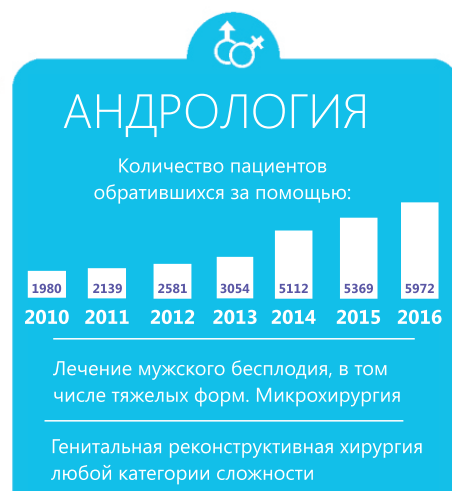 АНДРОЛОГИЯ
Количество пациентов
обратившихся за помощью:
1980 2139 2581 3054 5112 5369 5972
2010 2011 2012 2013 2014 2015 2016
Лечение мужского бесплодия, в том
числе тяжелых форм. Микрохирургия
Генитальная реконструктивная хирургия
любой категории сложности